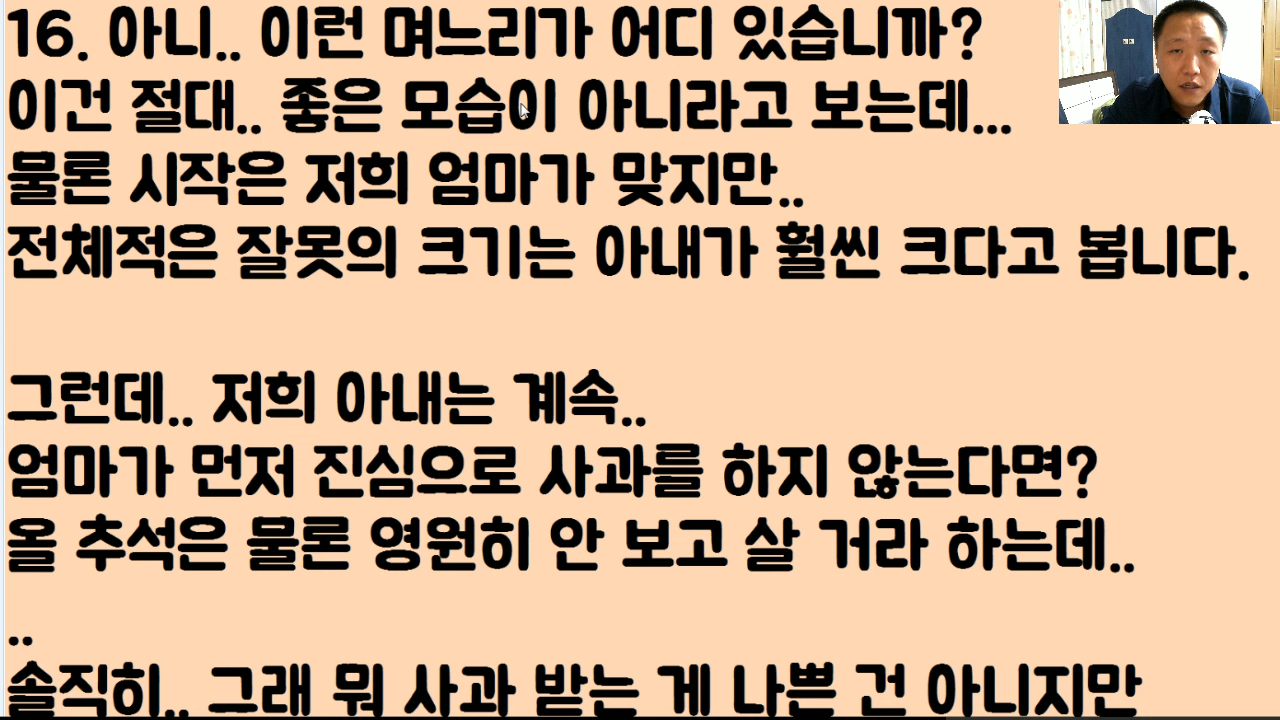 16. 아니.. 이런 며느리가 어디 있습니까?
이건 절대.. 좋은 모습이 아니라고 보는데...
물론 시작은 저희 엄마가 맞지만..
전체적은 잘못의 크기는 아내가 훨씬 크다고 봅니다.
그런데.. 저희 아내는 계속..
엄마가 먼저 진심으로 사과를 하지 않는다면?
올 추석은 물론 영원히 안 보고 살 거라 하는데..
..
솔직히.. 그래 뭐 사과 받는 게 나쁜 건 아니지만